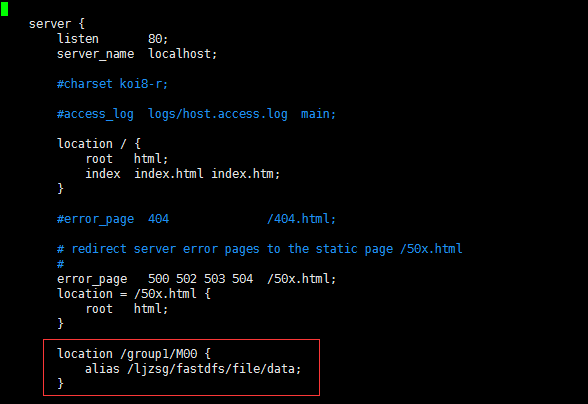 server {
listen       80;
server_name  localhost;
#charset koi8-r;
#access_log  logs/host.access.log  main;
location / {
root   html;
index  index.html index.htm;
}
#error_page  404              /404.html;
# redirect server error pages to the static page /50x.html
#
error_page   500 502 503 504  /50x.html;
location = /50x.html {
root   html;
}
location /group1/M00 {
alias /ljzsg/fastdfs/file/data;
}